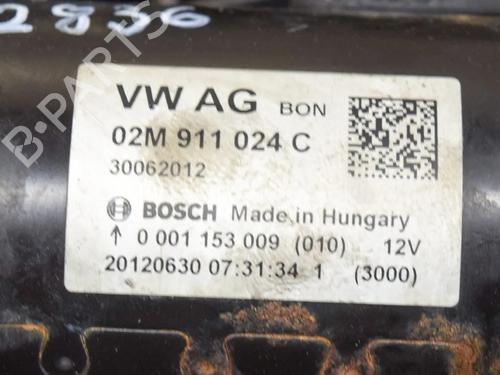 2836
VW AG BON
02M 911 024 C
30062012
BOSCH Made in Hungary
↑ 0 001 153 009 (010) 12V
20120630 07:31:34 1 (3000)
B-PARTS